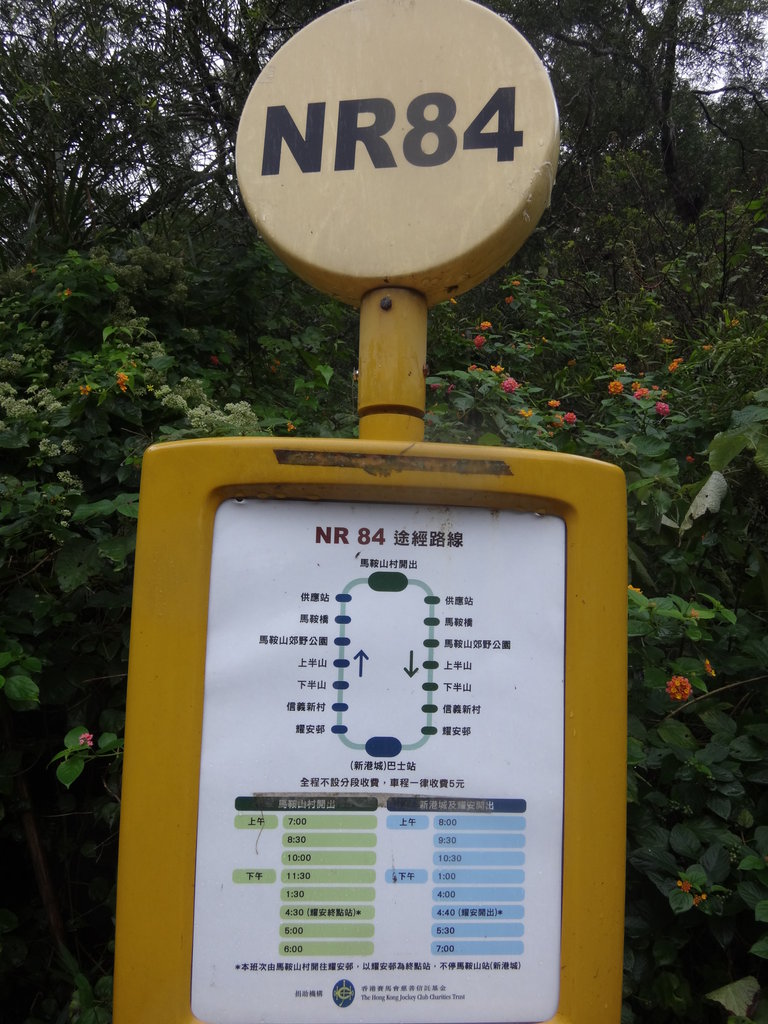 NR84
NR 84 途經路線
馬鞍山村開出
供應站 供應站
馬鞍橋 馬鞍橋
馬鞍山郊野公園 馬鞍山郊野公園
上半山 上半山
下半山 下半山
信義新村 信義新村
耀安邨 耀安邨
(新港城)巴士站
全程不設分段收費，車程一律收費5元
馬鞍山村開出 新港城及耀安開出
上午 7:00 上午 8:00
8:30 9:30
10:00 10:30
下午 11:30 下午 1:00
1:30 4:00
4:30 (耀安終點站)* 4:40 (耀安開出)*
5:00 5:30
6:00 7:00
*本班次由馬鞍山村開往耀安邨，以耀安邨為終點站，不停馬鞍山站(新港城)
捐助機構 香港賽馬會慈善信託基金
The Hong Kong Jockey Club Charities Trust